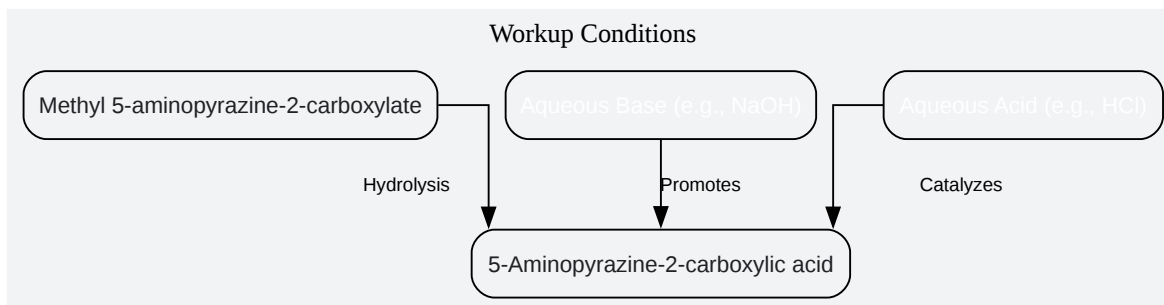 Workup Conditions
Methyl 5-aminopyrazine-2-carboxylate
Aqueous Base (e.g., NaOH)
Aqueous Acid (e.g., HCl)
Hydrolysis
Promotes
Catalyzes
5-Aminopyrazine-2-carboxylic acid